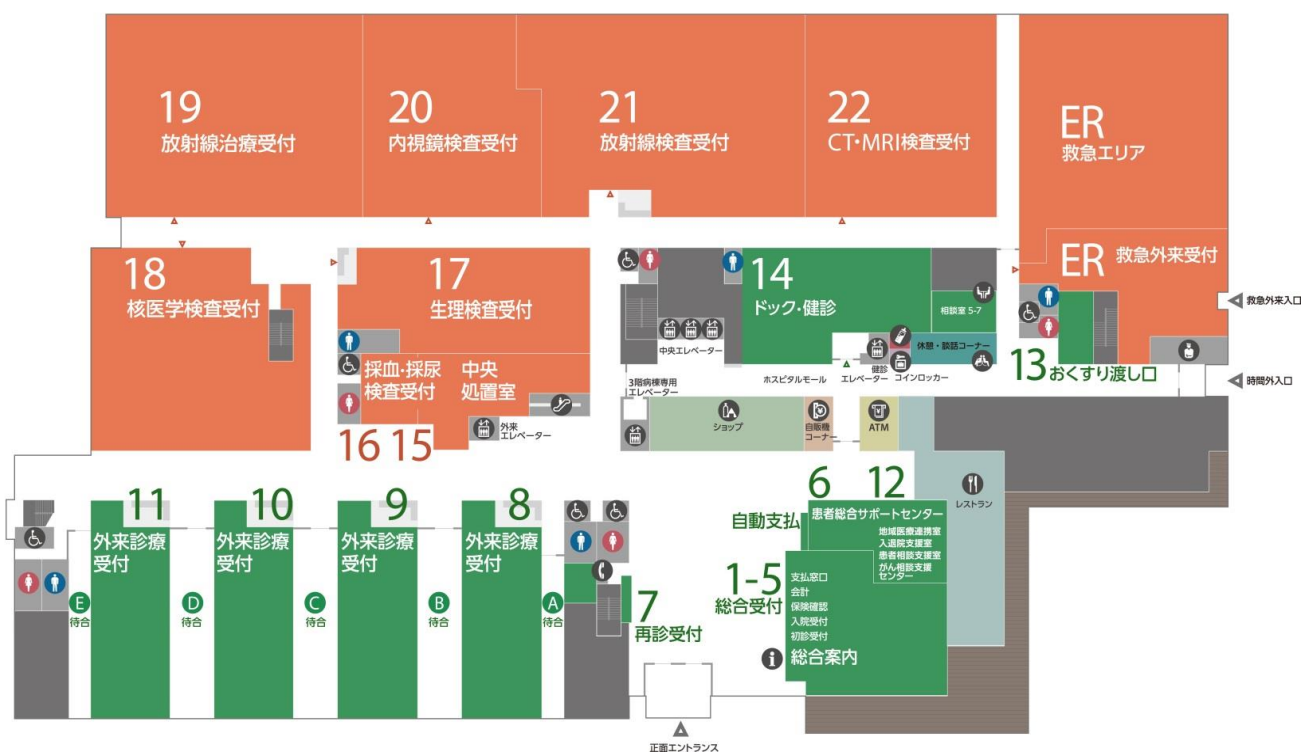 19
放射線治療受付
20
内視鏡検査受付
21
放射線検査受付
22
CT・MRI検査受付
ER
救急エリア
18
核医学検査受付
17
生理検査受付
14
ドック・健診
相談室 5-7
ER 救急外来受付
救急外来入口
中央エレベーター
休憩・談話コーナー
健診
エレベーター
コインロッカー
13 おくすり渡し口
時間外入口
採血・採尿
検査受付
中央
処置室
3階病棟専用
エレベーター
ホスピタルモール
外来
エレベーター
ショップ
自販機
コーナー
ATM
16
15
レストラン
11
外来診療
受付
10
外来診療
受付
9
外来診療
受付
8
外来診療
受付
6
自動支払
12
患者総合サポートセンター
地域医療連携室
入退院支援室
患者相談支援室
がん相談支援
センター
1-5
総合受付
支払窓口
会計
保険確認
入院受付
初診受付
i 総合案内
7
再診受付
E
待合
D
待合
C
待合
B
待合
A
待合
正面エントランス